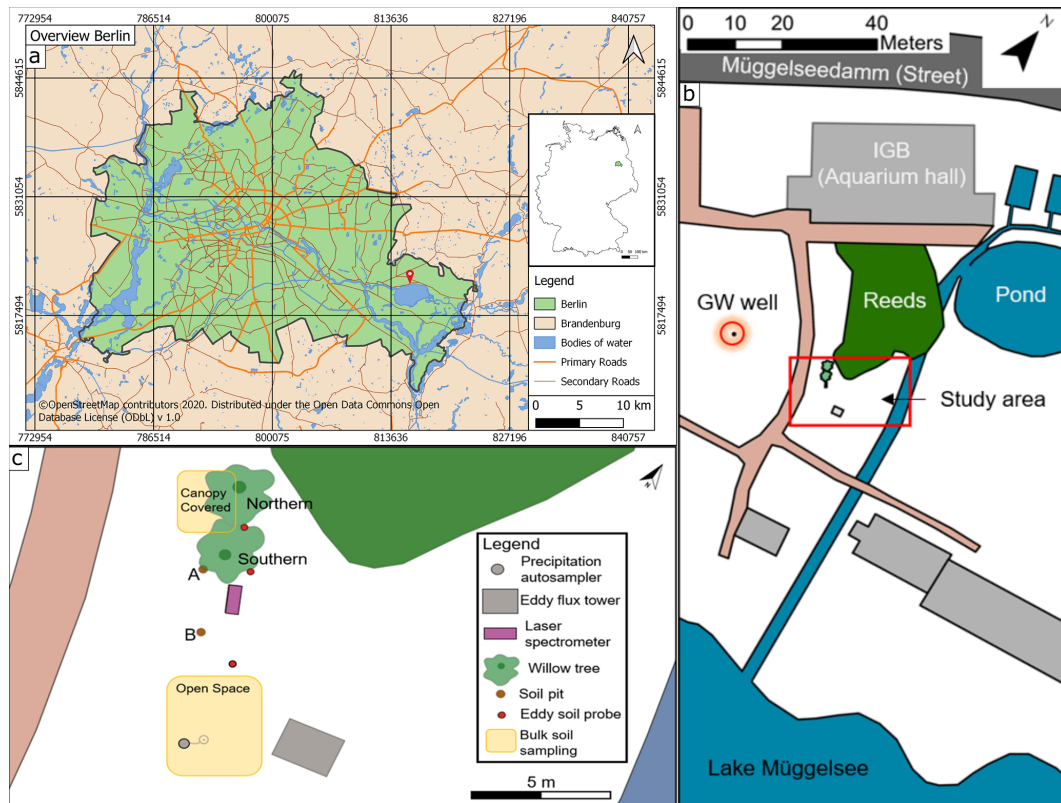 772954 786514 800075 813636 827196 840757
Overview Berlin
a
5844615
5831054
5817494
5844615
5831054
5817494
0 50 100 km
Legend
Berlin
Brandenburg
Bodies of water
Primary Roads
Secondary Roads
0 5 10 km
©OpenStreetMap contributors 2020. Distributed under the Open Data Commons Open
Database License (ODbL) v 1.0
772954 786514 800075 813636 827196 840757
b
0 10 20 40
Meters
N
Müggelseedamm (Street)
IGB
(Aquarium hall)
GW well
Reeds
Pond
Study area
Lake Müggelsee
c
Canopy
Covered
Northern
Southern
A
B
Open Space
N
Legend
Precipitation
autosampler
Eddy flux tower
Laser
spectrometer
Willow tree
Soil pit
Eddy soil probe
Bulk soil
sampling
5 m